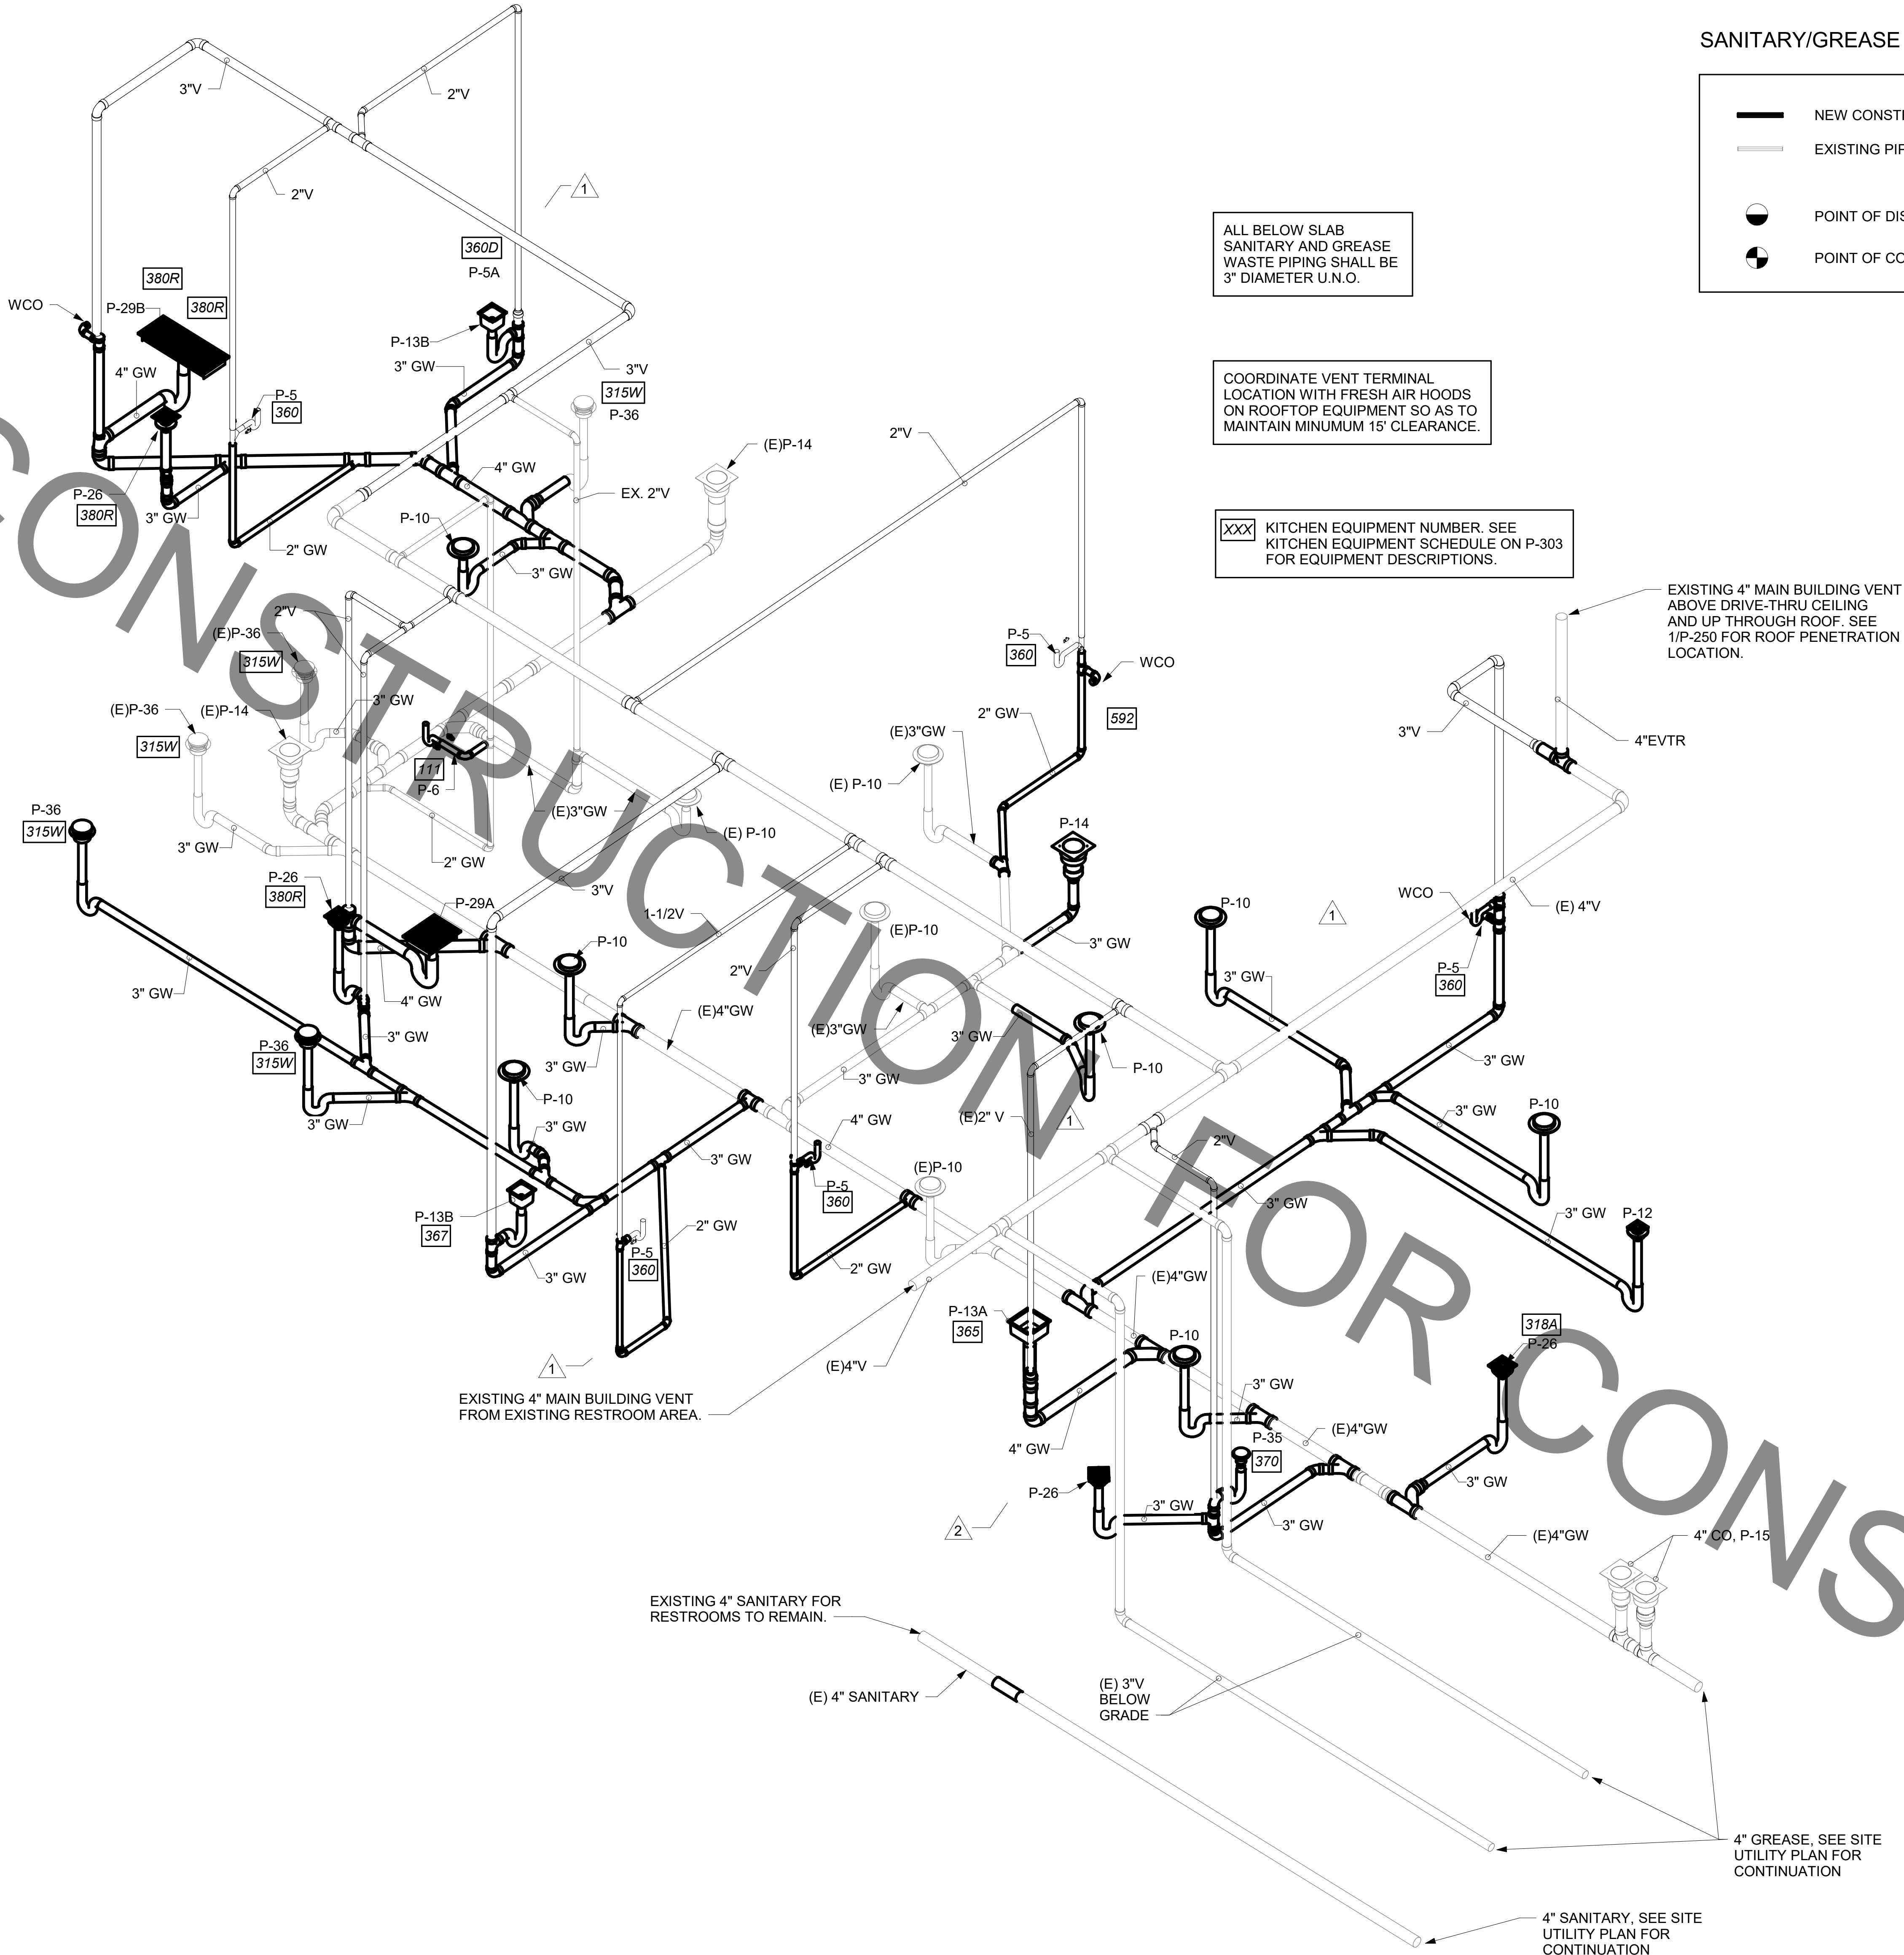 SANITARY/GREASE
NEW CONST
EXISTING PIP
POINT OF DIS
POINT OF CO
ALL BELOW SLAB
SANITARY AND GREASE
WASTE PIPING SHALL BE
3" DIAMETER U.N.O.
COORDINATE VENT TERMINAL
LOCATION WITH FRESH AIR HOODS
ON ROOFTOP EQUIPMENT SO AS TO
MAINTAIN MINUMUM 15' CLEARANCE.
XXX
KITCHEN EQUIPMENT NUMBER. SEE
KITCHEN EQUIPMENT SCHEDULE ON P-303
FOR EQUIPMENT DESCRIPTIONS.
EXISTING 4" MAIN BUILDING VENT
ABOVE DRIVE-THRU CEILING
AND UP THROUGH ROOF. SEE
1/P-250 FOR ROOF PENETRATION
LOCATION.
3"V
2"V
2"V
1
360D
P-5A
380R
P-29B
380R
WCO
P-13B
4" GW
3" GW
3"V
P-5
360
315W
P-36
2"V
(E)P-14
4" GW
EX. 2"V
P-26
380R
3" GW
P-10
2" GW
3" GW
2"V
(E)P-36
315W
P-5
360
WCO
3" GW
(E)P-36
(E)P-14
315W
592
2" GW
(E)3"GW
3"V
4"EVTR
111
P-6
(E) P-10
P-36
315W
(E)3"GW
(E) P-10
P-14
3" GW
2" GW
P-26
380R
3"V
P-29A
1-1/2V
WCO
(E) 4"V
P-10
1
(E)P-10
P-10
3" GW
2"V
P-5
360
3" GW
3" GW
4" GW
(E)4"GW
(E)3"GW
3" GW
3" GW
P-36
315W
3" GW
3" GW
P-10
3" GW
P-10
3" GW
3" GW
3" GW
P-10
(E)2" V
1
4" GW
2"V
3" GW
(E)P-10
P-5
360
3" GW
3" GW
P-12
P-13B
367
2" GW
P-5
360
3" GW
2" GW
(E)4"GW
P-13A
365
318A
P-26
P-10
1
(E)4"V
EXISTING 4" MAIN BUILDING VENT
FROM EXISTING RESTROOM AREA.
3" GW
4" GW
P-35
370
(E)4"GW
3" GW
P-26
3" GW
2
3" GW
(E)4"GW
4" CO, P-15
EXISTING 4" SANITARY FOR
RESTROOMS TO REMAIN.
(E) 4" SANITARY
(E) 3"V
BELOW
GRADE
4" GREASE, SEE SITE
UTILITY PLAN FOR
CONTINUATION
4" SANITARY, SEE SITE
UTILITY PLAN FOR
CONTINUATION
CONSTRUCTION FOR CONS